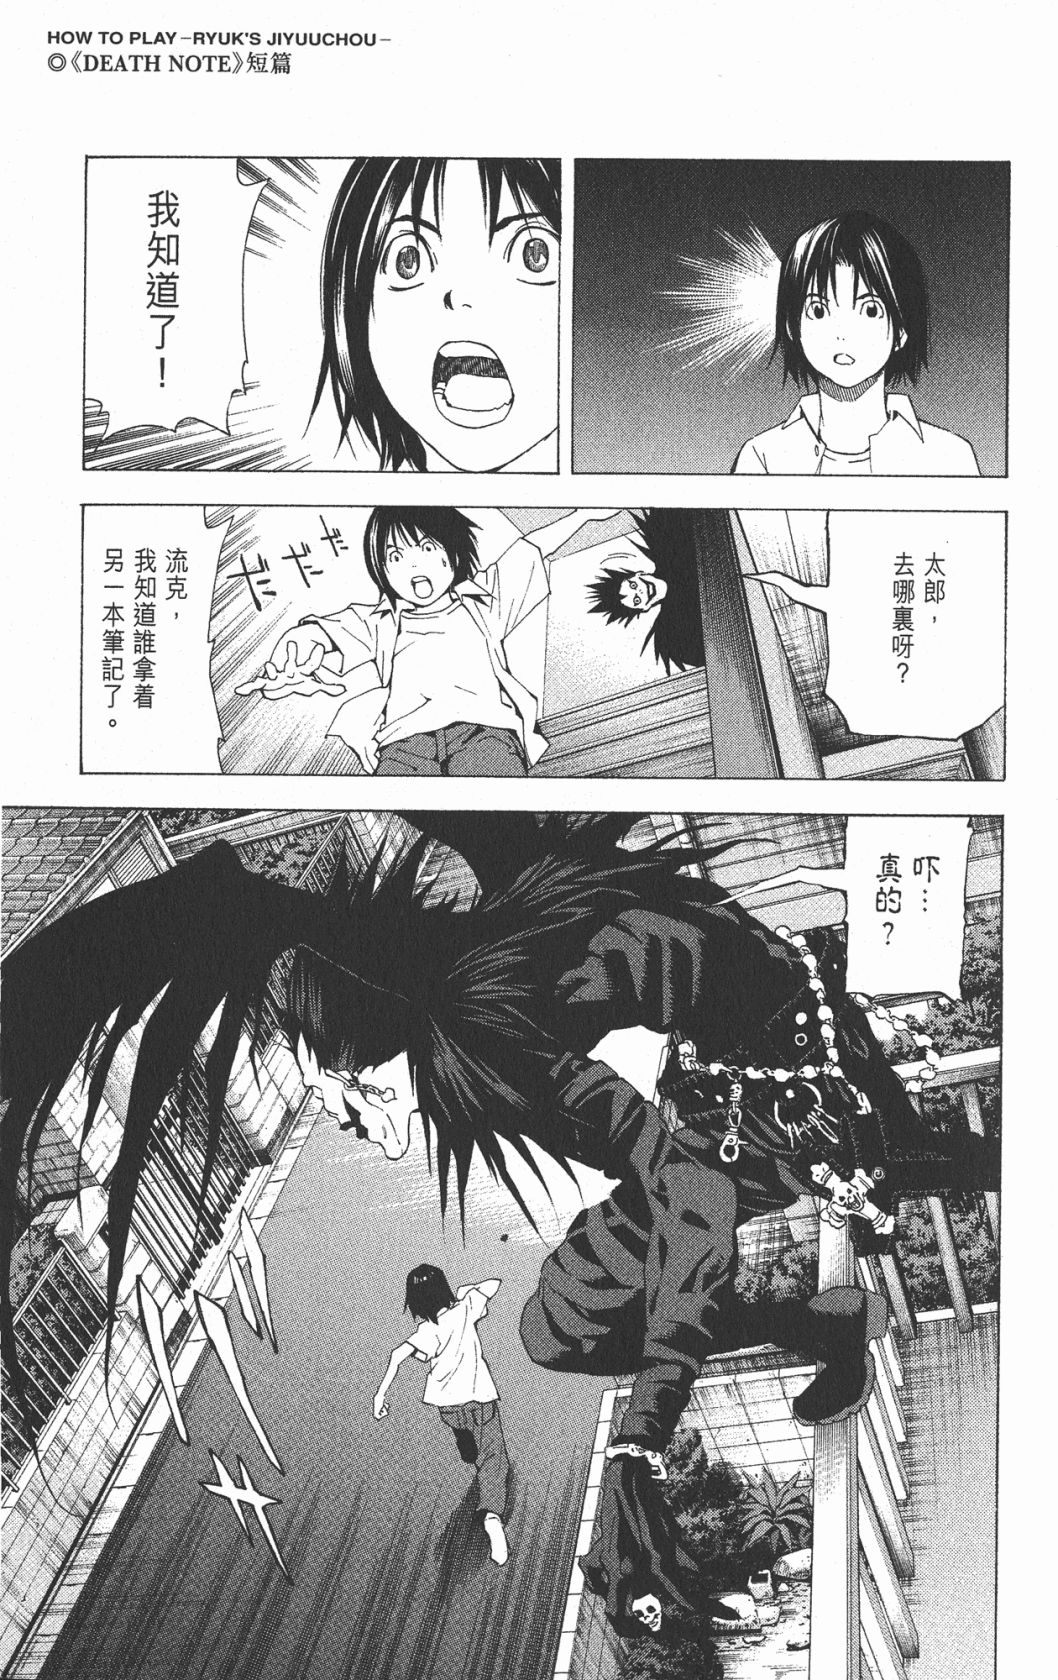 HOW TO PLAY−RYUK'S JIYUUCHOU−
◎《DEATH NOTE》短篇
我知道了！
太郎，
去哪裏呀？
ダダダッ
流克，
我知道誰拿着
另一本筆記了。
吓…
真的？